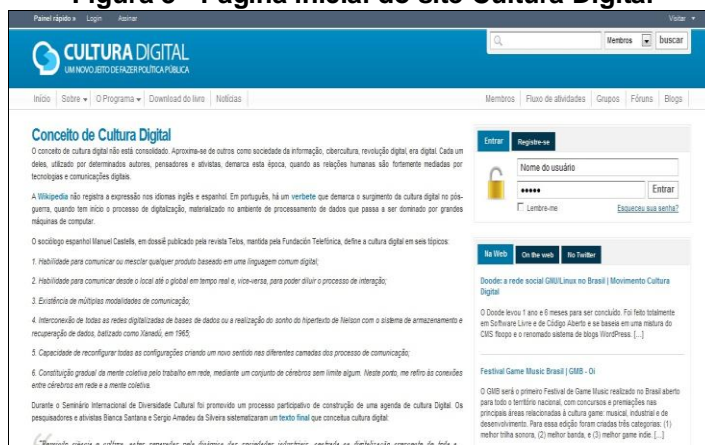 Figura 3 - Página inicial do site Cultura Digital
Painel rápido » Login Assinar Visitar
CULTURA DIGITAL
UM NOVO JEITO DE FAZER POLÍTICA PÚBLICA
Membros buscar
Início Sobre O Programa Download do livro Notícias Membros Fluxo de atividades Grupos Fóruns Blogs
Conceito de Cultura Digital
O conceito de cultura digital não está consolidado. Aproxima-se de outros como sociedade da informação, cibercultura, revolução digital, era digital. Cada um
deles, utilizado por determinados autores, pensadores e ativistas, demarca esta época, quando as relações humanas são fortemente mediadas por
tecnologias e comunicações digitais.
A Wikipedia não registra a expressão nos idiomas inglês e espanhol. Em português, há um verbete que demarca o surgimento da cultura digital no pós-
guerra, quando tem início o processo de digitalização, materializado no ambiente de processamento de dados que passa a ser dominado por grandes
máquinas de computar.
O sociólogo espanhol Manuel Castells, em dossiê publicado pela revista Telos, mantida pela Fundación Telefónica, define a cultura digital em seis tópicos:
1. Habilidade para comunicar ou mesclar qualquer produto baseado em uma linguagem comum digital;
2. Habilidade para comunicar desde o local até o global em tempo real e, vice-versa, para poder diluir o processo de interação;
3. Existência de múltiplas modalidades de comunicação;
4. Interconexão de todas as redes digitalizadas de bases de dados ou a realização do sonho do hipertexto de Nelson com o sistema de armazenamento e
recuperação de dados, batizado como Xanadú, em 1965;
5. Capacidade de reconfigurar todas as configurações criando um novo sentido nas diferentes camadas dos processo de comunicação;
6. Constituição gradual da mente coletiva pelo trabalho em rede, mediante um conjunto de cérebros sem limite algum. Neste ponto, me refiro às conexões
entre cérebros em rede e a mente coletiva.
Durante o Seminário Internacional de Diversidade Cultural foi promovido um processo participativo de construção de uma agenda de cultura Digital. Os
pesquisadores e ativistas Bianca Santana e Sergio Amadeu da Silveira sistematizaram um texto final que conceitua cultura digital:
Entrar Registre-se
Nome do usuário
Entrar
Lembre-me Esqueceu sua senha?
Na Web On the web No Twitter
Doode: a rede social GNU/Linux no Brasil | Movimento Cultura
Digital
O Doode levou 1 ano e 6 meses para ser concluído. Foi feito totalmente
em Software Livre e de Código Aberto e se baseia em uma mistura do
CMS floopo e o renomado sistema de blogs WordPress. [...]
Festival Game Music Brasil | GMB - Oi
O GMB será o primeiro Festival de Game Music realizado no Brasil aberto
para todo o território nacional, com concursos e premiações nas
principais áreas relacionadas à cultura game: musical, industrial e de
desenvolvimento. Para essa edição foram criadas três categorias: (1)
melhor trilha sonora, (2) melhor banda, e (3) melhor game indie. [...]